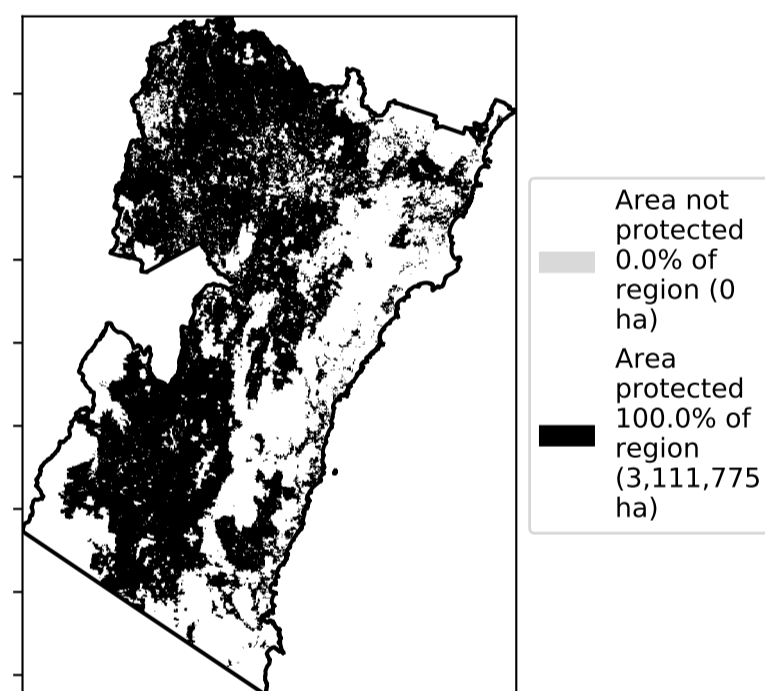 Area not
protected
0.0% of
region (0
ha)
Area
protected
100.0% of
region
(3,111,775
ha)